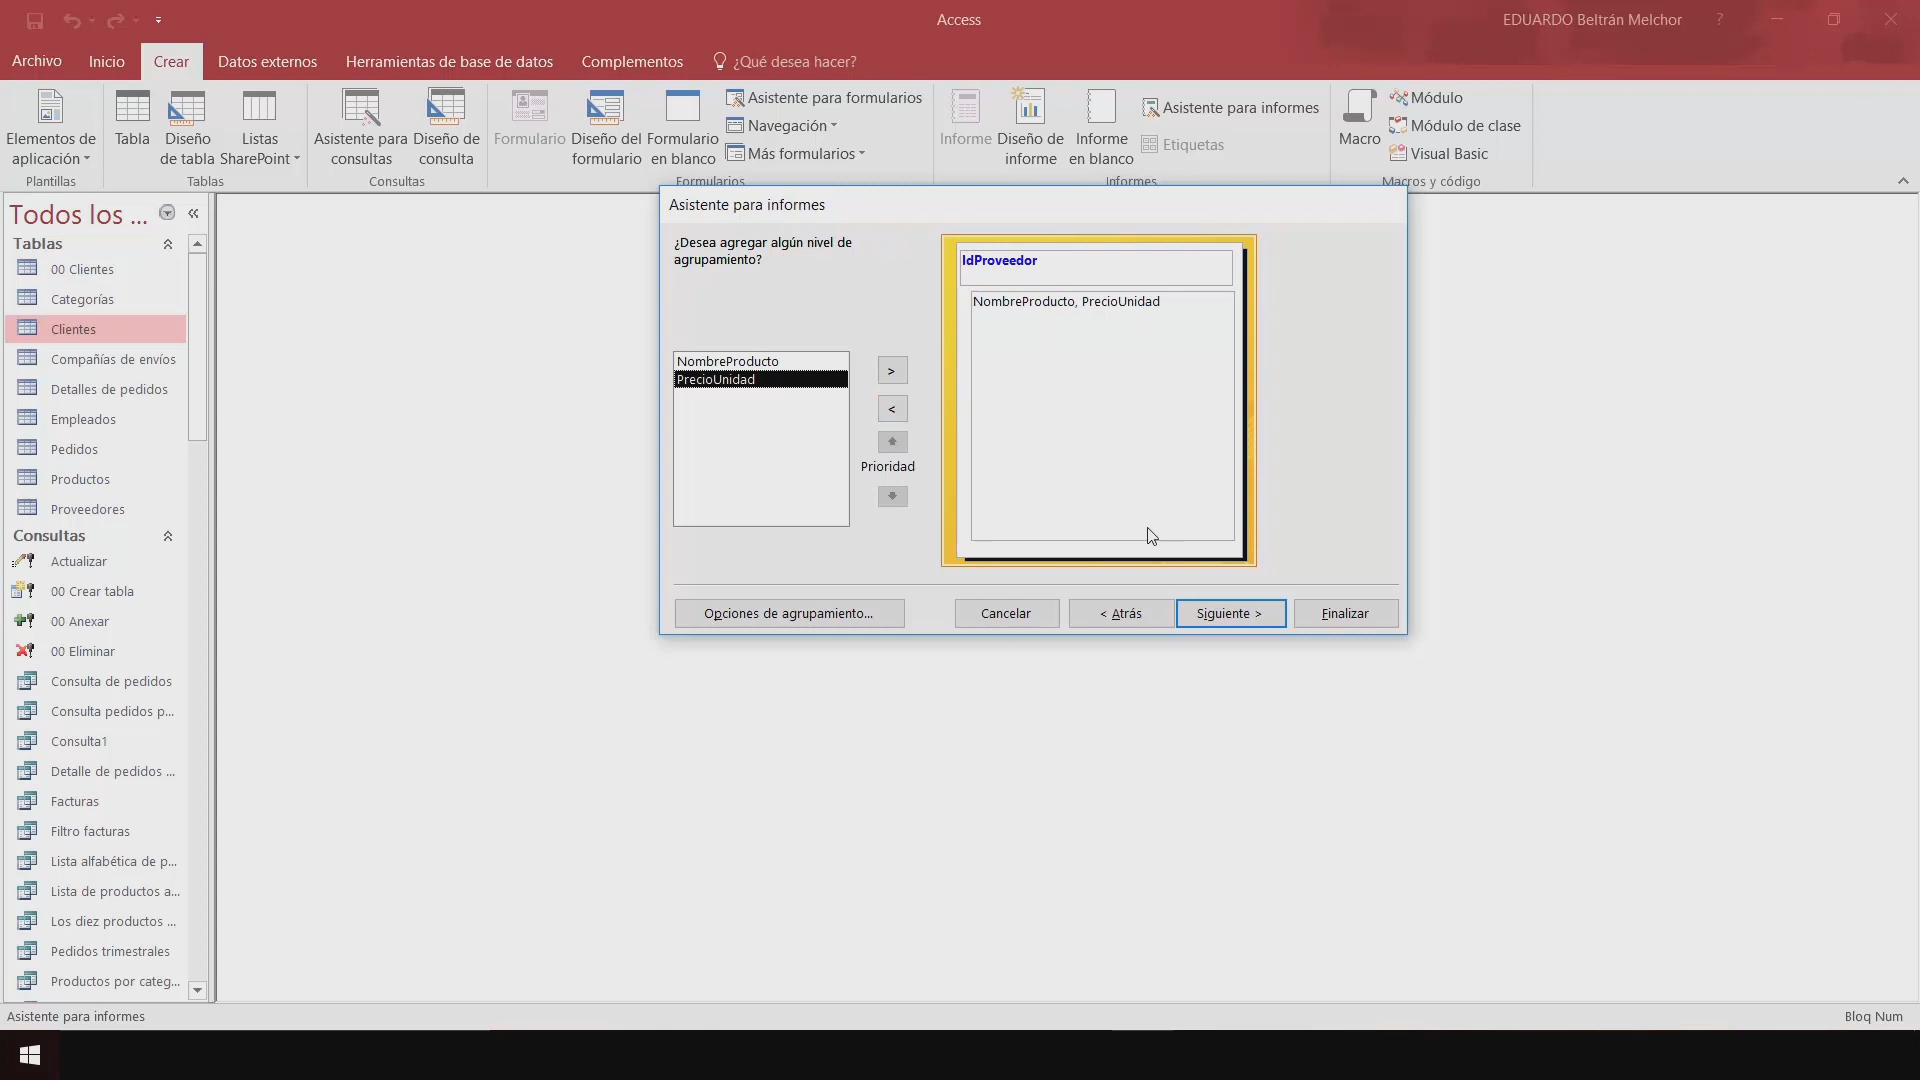 Access
EDUARDO Beltrán Melchor
?
Archivo
Inicio
Crear
Datos externos
Herramientas de base de datos
Complementos
¿Qué desea hacer?
Elementos de
aplicación
Plantillas
Tabla
Diseño
de tabla
Listas
SharePoint
Tablas
Asistente para
consultas
Diseño de
consulta
Consultas
Formulario
Diseño del
formulario
Formulario
en blanco
Asistente para formularios
Navegación
Más formularios
Formularios
Informe
Diseño de
informe
Informe
en blanco
Asistente para informes
Etiquetas
Informes
Macro
Módulo
Módulo de clase
Visual Basic
Macros y código
Todos los ...
Tablas
00 Clientes
Categorías
Clientes
Compañías de envíos
Detalles de pedidos
Empleados
Pedidos
Productos
Proveedores
Consultas
Actualizar
00 Crear tabla
00 Anexar
00 Eliminar
Consulta de pedidos
Consulta pedidos p...
Consulta1
Detalle de pedidos ...
Facturas
Filtro facturas
Lista alfabética de p...
Lista de productos a...
Los diez productos ...
Pedidos trimestrales
Productos por categ...
Asistente para informes
¿Desea agregar algún nivel de
agrupamiento?
NombreProducto
PrecioUnidad
>
<
Prioridad
IdProveedor
NombreProducto, PrecioUnidad
Opciones de agrupamiento...
Cancelar
< Atrás
Siguiente >
Finalizar
Asistente para informes
Bloq Num